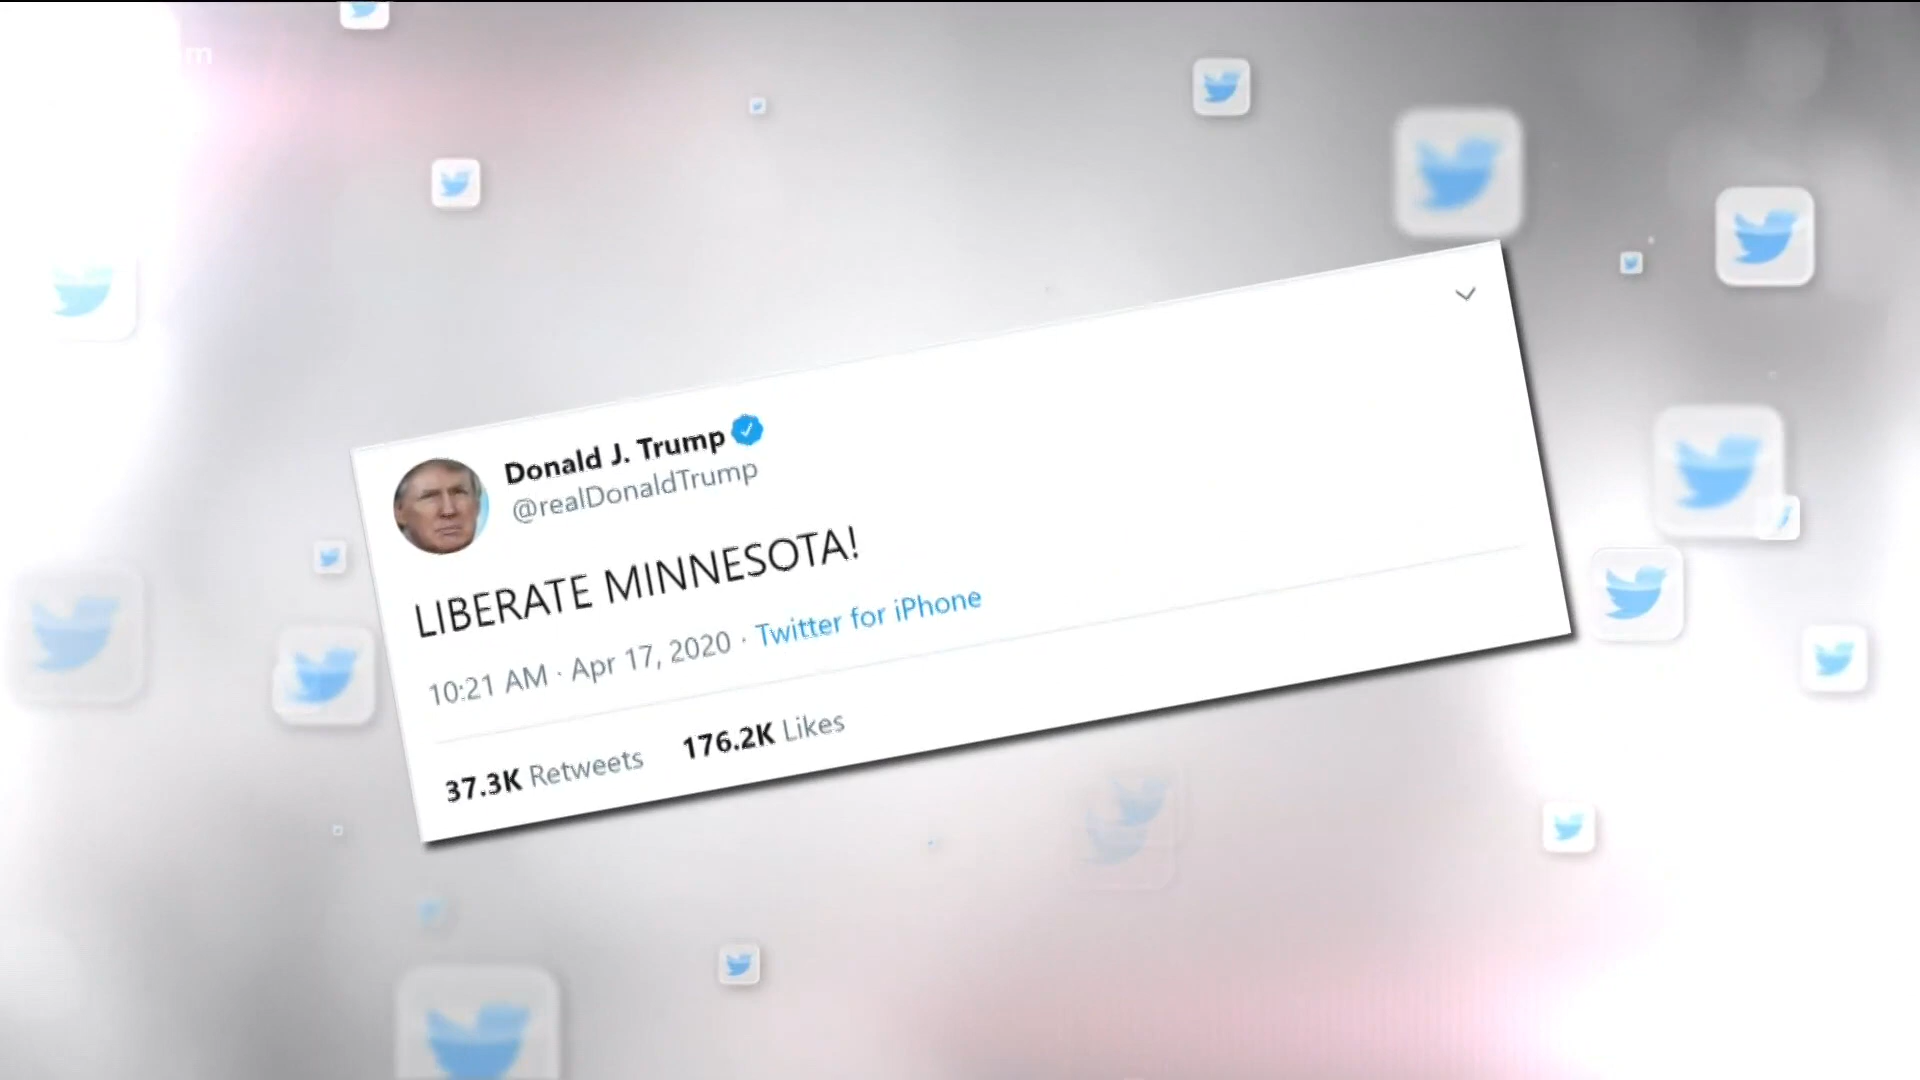 Donald J. Trump
@realDonaldTrump
LIBERATE MINNESOTA!
10:21 AM · Apr 17, 2020 · Twitter for iPhone
37.3K Retweets 176.2K Likes